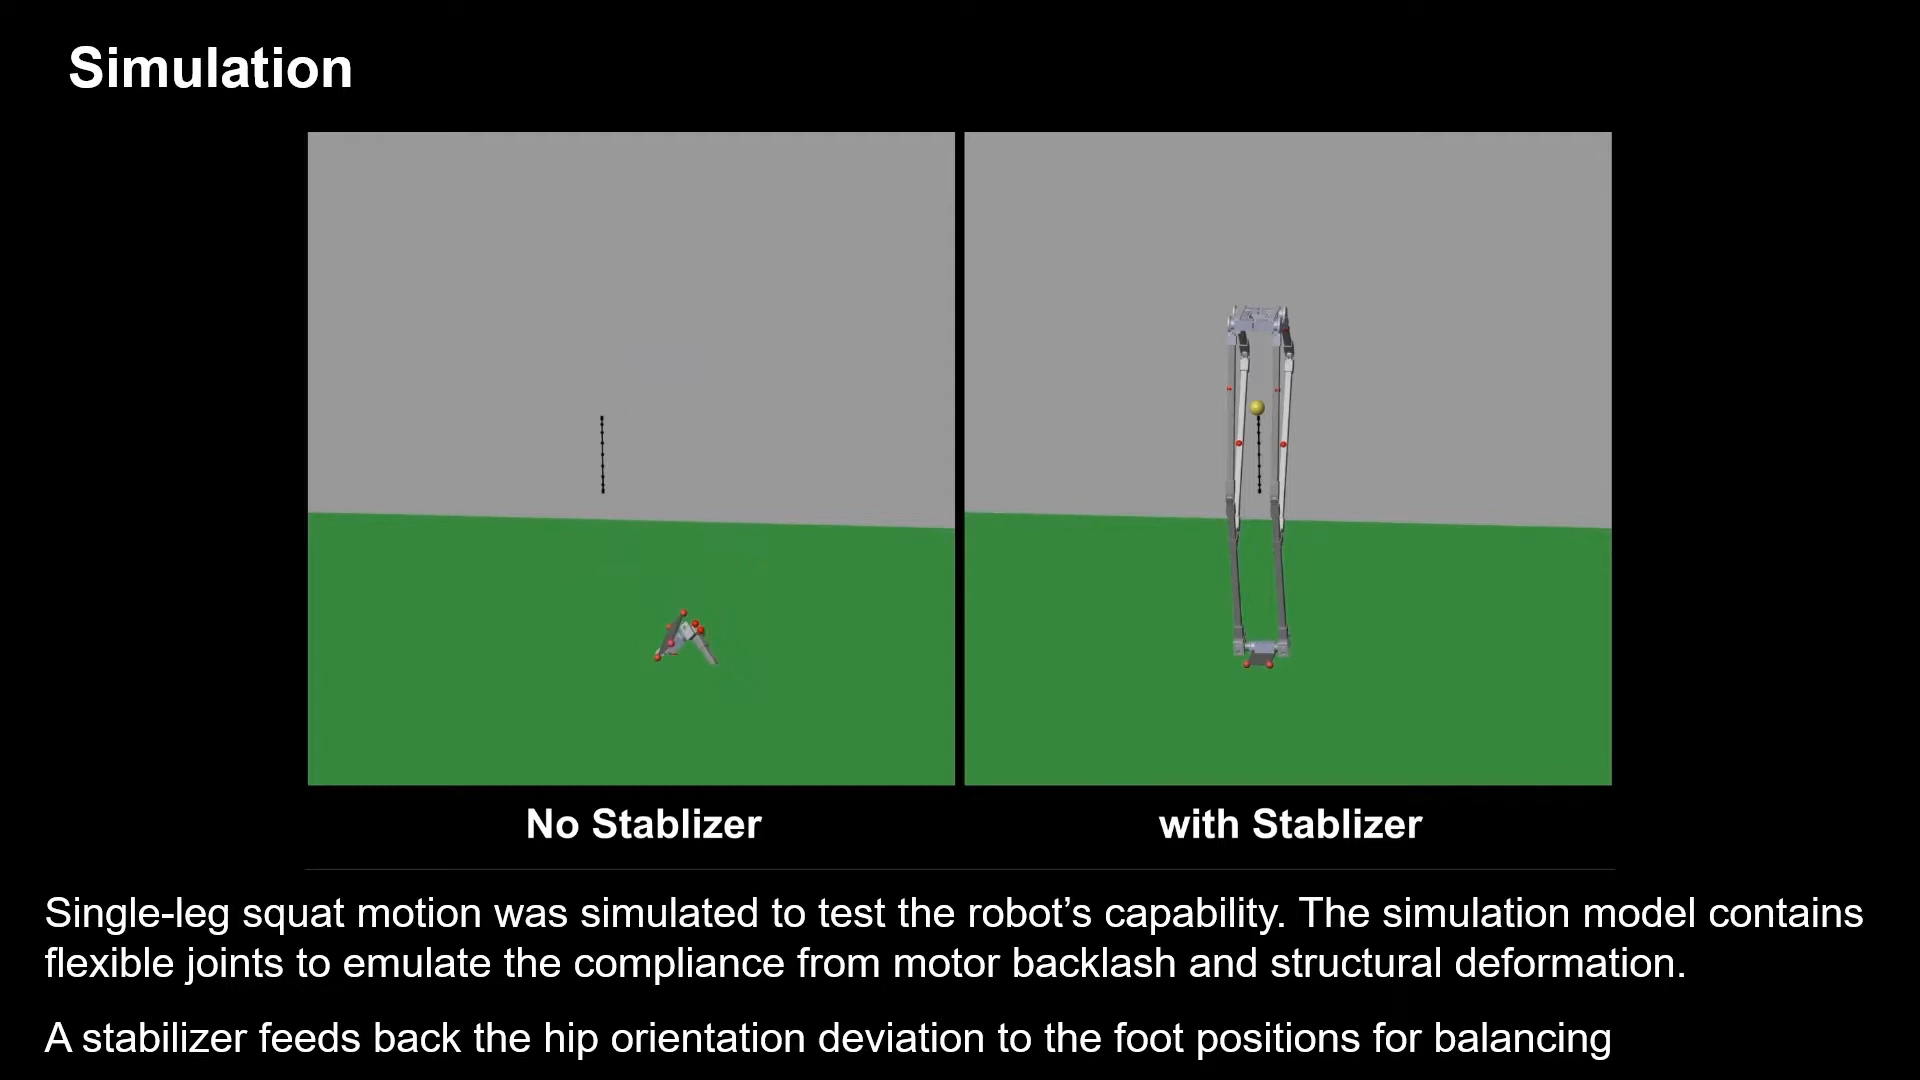 Simulation
No Stablizer
with Stablizer
Single-leg squat motion was simulated to test the robot’s capability. The simulation model contains
flexible joints to emulate the compliance from motor backlash and structural deformation.
A stabilizer feeds back the hip orientation deviation to the foot positions for balancing